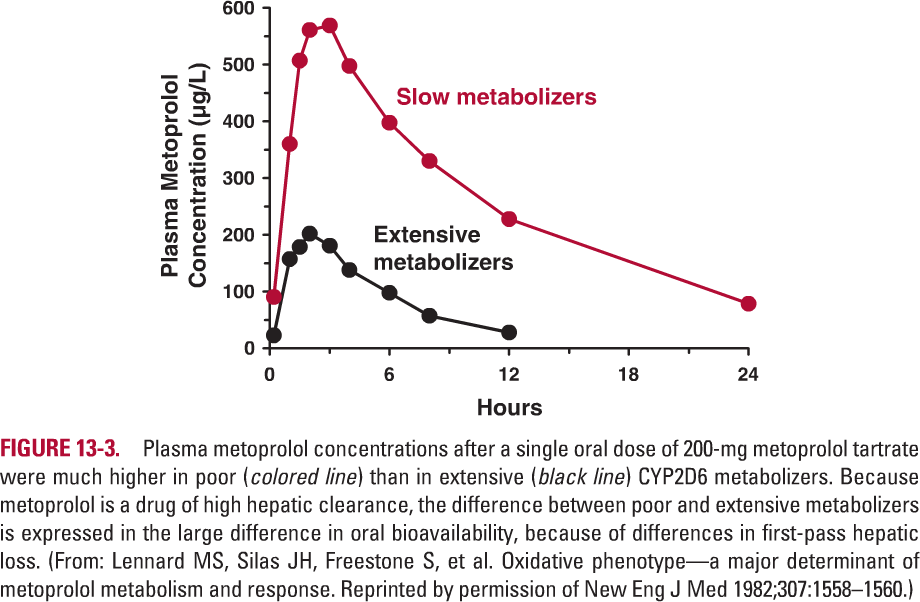 600
500
400
300
200
100
0
Plasma Metoprolol
Concentration (µg/L)
Slow metabolizers
Extensive
metabolizers
0 6 12 18 24
Hours
FIGURE 13-3. Plasma metoprolol concentrations after a single oral dose of 200-mg metoprolol tartrate
were much higher in poor (colored line) than in extensive (black line) CYP2D6 metabolizers. Because
metoprolol is a drug of high hepatic clearance, the difference between poor and extensive metabolizers
is expressed in the large difference in oral bioavailability, because of differences in first-pass hepatic
loss. (From: Lennard MS, Silas JH, Freestone S, et al. Oxidative phenotype—a major determinant of
metoprolol metabolism and response. Reprinted by permission of New Eng J Med 1982;307:1558–1560.)